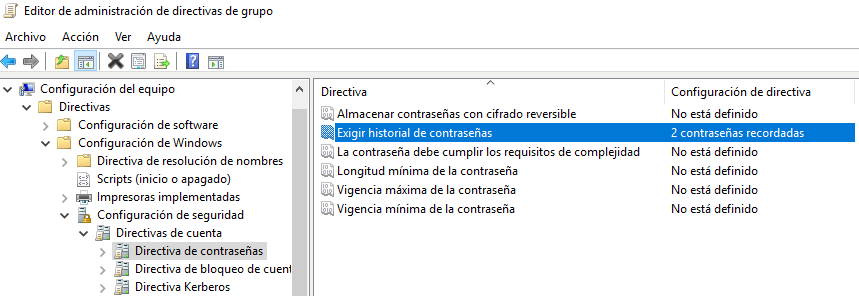 Editor de administración de directivas de grupo
Archivo Acción Ver Ayuda
Configuración del equipo
Directivas
Configuración de software
Configuración de Windows
Directiva de resolución de nombres
Scripts (inicio o apagado)
Impresoras implementadas
Configuración de seguridad
Directivas de cuenta
Directiva de contraseñas
Directiva de bloqueo de cuent
Directiva Kerberos
Directiva Configuración de directiva
Almacenar contraseñas con cifrado reversible No está definido
Exigir historial de contraseñas 2 contraseñas recordadas
La contraseña debe cumplir los requisitos de complejidad No está definido
Longitud mínima de la contraseña No está definido
Vigencia máxima de la contraseña No está definido
Vigencia mínima de la contraseña No está definido